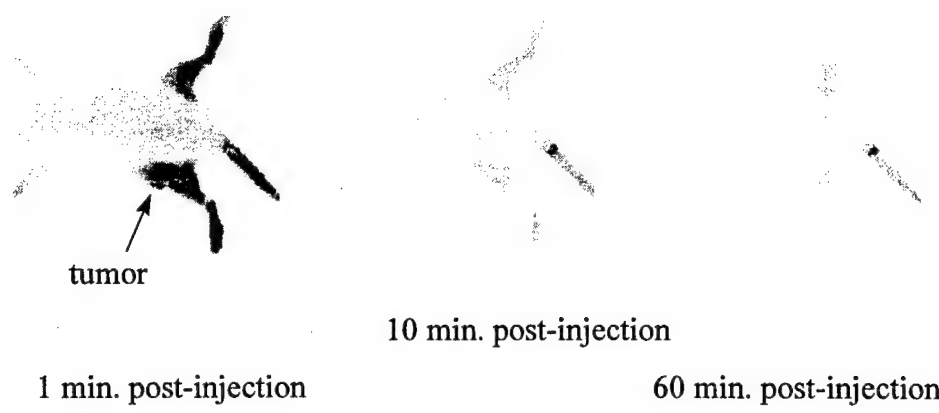 tumor
10 min. post-injection
1 min. post-injection
60 min. post-injection